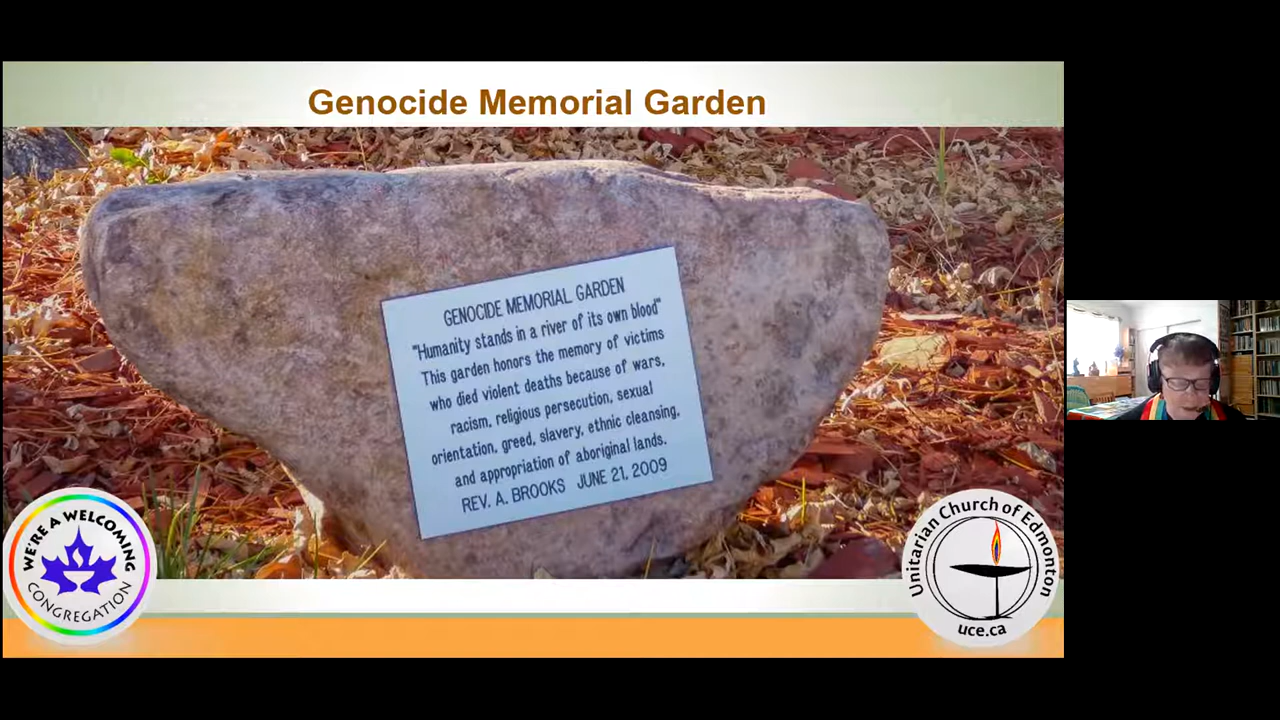 Genocide Memorial Garden
GENOCIDE MEMORIAL GARDEN
"Humanity stands in a river of its own blood"
This garden honors the memory of victims
who died violent deaths because of wars,
racism, religious persecution, sexual
orientation, greed, slavery, ethnic cleansing,
and appropriation of aboriginal lands.
REV. A. BROOKS JUNE 21, 2009
WE'RE A WELCOMING
CONGREGATION
Unitarian Church of Edmonton
uce.ca